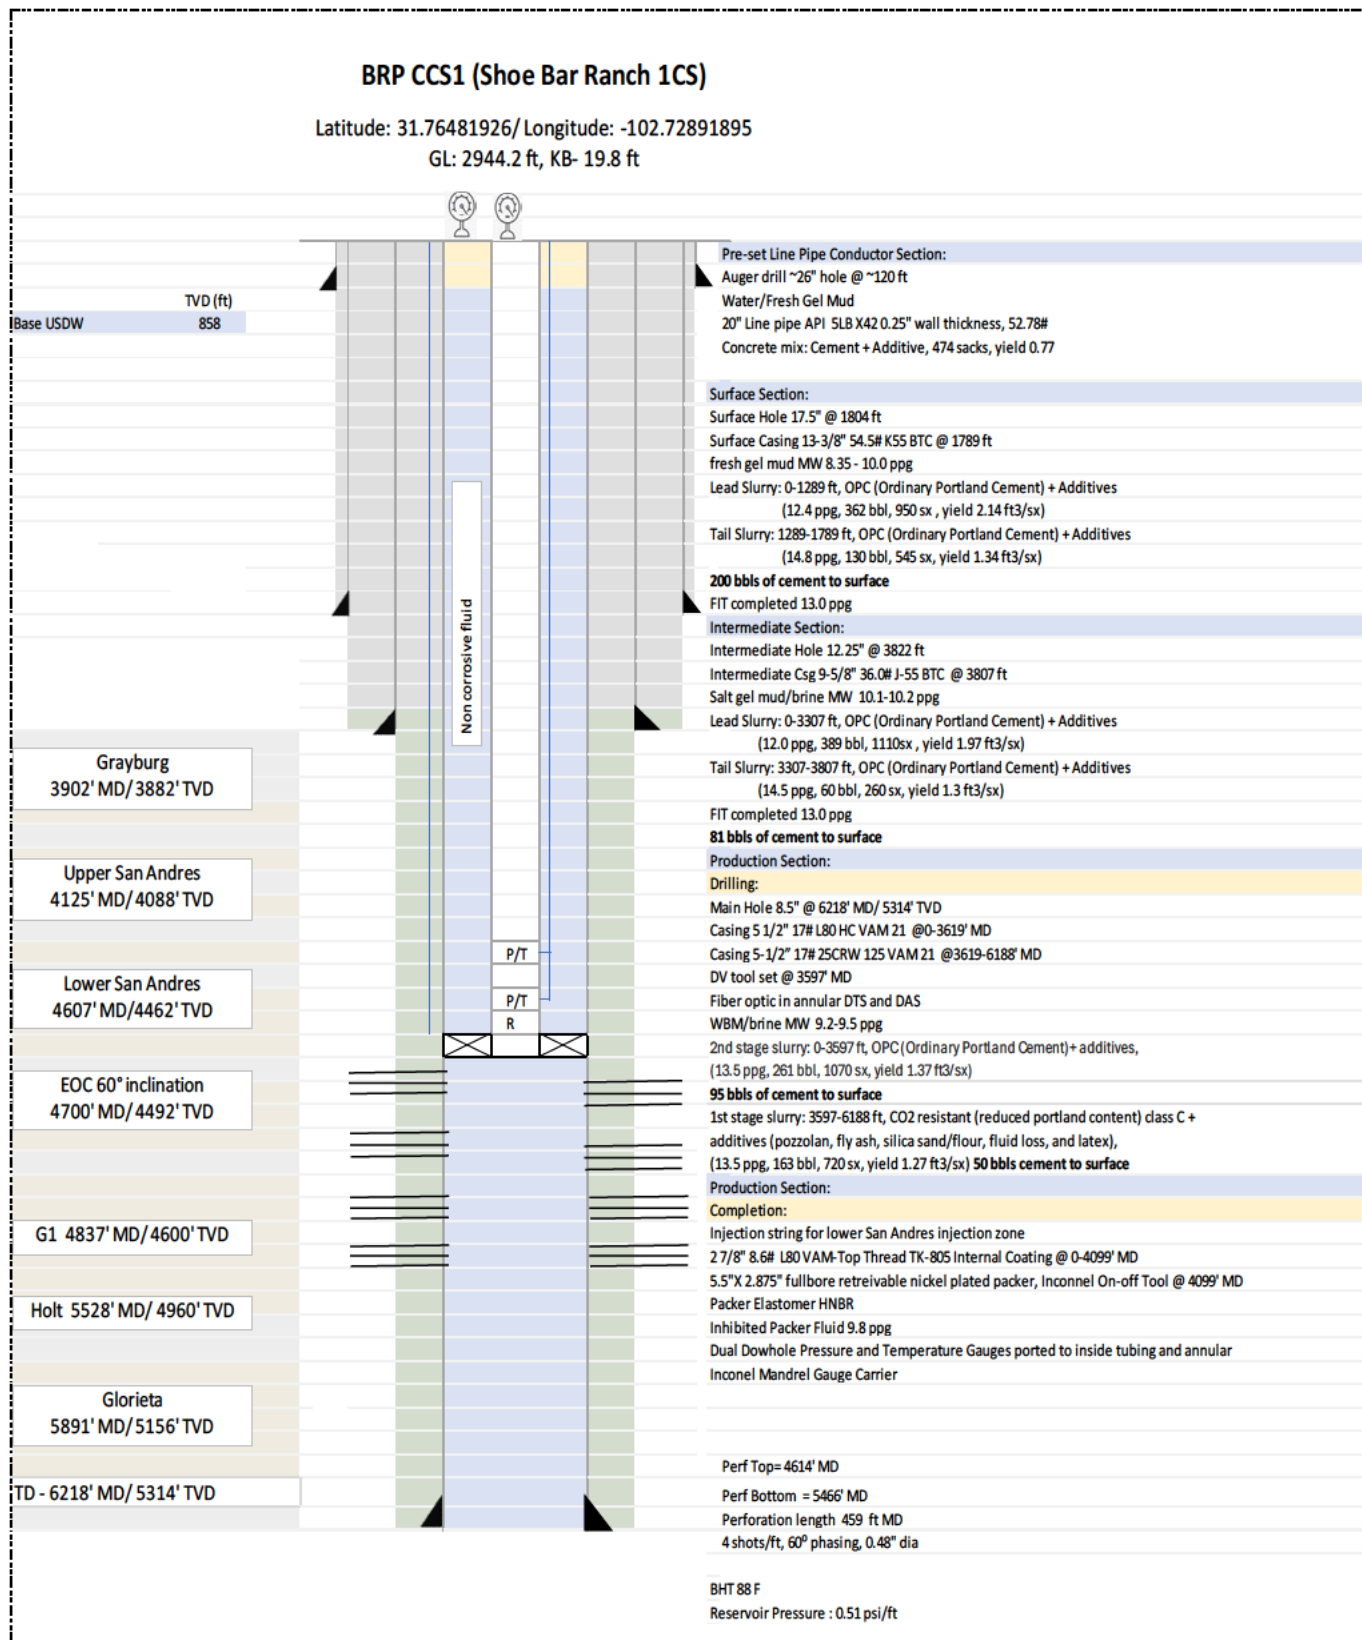 BRP CCS1 (Shoe Bar Ranch 1CS)
Latitude: 31.76481926/ Longitude: -102.72891895
GL: 2944.2 ft, KB- 19.8 ft
TVD (ft)
Base USDW 858
Non corrosive fluid
Grayburg
3902' MD/ 3882' TVD
Upper San Andres
4125' MD/ 4088' TVD
Lower San Andres
4607' MD/4462' TVD
EOC 60° inclination
4700' MD/4492' TVD
G1 4837' MD/4600' TVD
Holt 5528' MD/ 4960' TVD
Glorieta
5891' MD/ 5156' TVD
TD - 6218' MD/ 5314' TVD
P/T
P/T
R
Pre-set Line Pipe Conductor Section:
Auger drill ~26" hole @ ~120 ft
Water/Fresh Gel Mud
20" Line pipe API 5LB X42 0.25" wall thickness, 52.78#
Concrete mix: Cement + Additive, 474 sacks, yield 0.77
Surface Section:
Surface Hole 17.5" @ 1804 ft
Surface Casing 13-3/8" 54.5# K55 BTC @ 1789 ft
fresh gel mud MW 8.35 - 10.0 ppg
Lead Slurry: 0-1289 ft, OPC (Ordinary Portland Cement) + Additives
(12.4 ppg, 362 bbl, 950 sx , yield 2.14 ft3/sx)
Tail Slurry: 1289-1789 ft, OPC (Ordinary Portland Cement) + Additives
(14.8 ppg, 130 bbl, 545 sx, yield 1.34 ft3/sx)
200 bbls of cement to surface
FIT completed 13.0 ppg
Intermediate Section:
Intermediate Hole 12.25" @ 3822 ft
Intermediate Csg 9-5/8" 36.0# J-55 BTC @ 3807 ft
Salt gel mud/brine MW 10.1-10.2 ppg
Lead Slurry: 0-3307 ft, OPC (Ordinary Portland Cement) + Additives
(12.0 ppg, 389 bbl, 1110sx , yield 1.97 ft3/sx)
Tail Slurry: 3307-3807 ft, OPC (Ordinary Portland Cement) + Additives
(14.5 ppg, 60 bbl, 260 sx, yield 1.3 ft3/sx)
FIT completed 13.0 ppg
81 bbls of cement to surface
Production Section:
Drilling:
Main Hole 8.5" @ 6218' MD/ 5314' TVD
Casing 5 1/2" 17# L80 HC VAM 21 @0-3619' MD
Casing 5-1/2" 17# 25CRW 125 VAM 21 @3619-6188' MD
DV tool set @ 3597' MD
Fiber optic in annular DTS and DAS
WBM/brine MW 9.2-9.5 ppg
2nd stage slurry: 0-3597 ft, OPC (Ordinary Portland Cement)+ additives,
(13.5 ppg, 261 bbl, 1070 sx, yield 1.37 ft3/sx)
95 bbls of cement to surface
1st stage slurry: 3597-6188 ft, CO2 resistant (reduced portland content) class C +
additives (pozzolan, fly ash, silica sand/flour, fluid loss, and latex),
(13.5 ppg, 163 bbl, 720 sx, yield 1.27 ft3/sx) 50 bbls cement to surface
Production Section:
Completion:
Injection string for lower San Andres injection zone
2 7/8" 8.6# L80 VAM-Top Thread TK-805 Internal Coating @ 0-4099' MD
5.5"X 2.875" fullbore retreivable nickel plated packer, Inconnel On-off Tool @ 4099' MD
Packer Elastomer HNBR
Inhibited Packer Fluid 9.8 ppg
Dual Dowhole Pressure and Temperature Gauges ported to inside tubing and annular
Inconel Mandrel Gauge Carrier
Perf Top= 4614' MD
Perf Bottom = 5466' MD
Perforation length 459 ft MD
4 shots/ft, 60⁰ phasing, 0.48" dia
BHT 88 F
Reservoir Pressure : 0.51 psi/ft